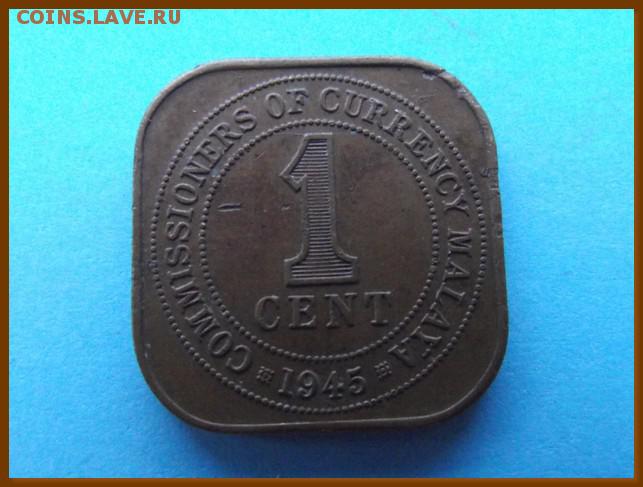 COINS.LAVE.RU
COMMISSIONERS OF CURRENCY MALAYA
1
CENT
1945